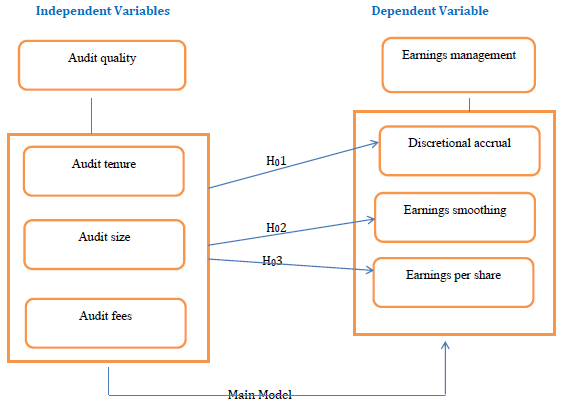 Independent Variables
Dependent Variable
Audit quality
Earnings management
Audit tenure
Audit size
Audit fees
H01
H02
H03
Discretional accrual
Earnings smoothing
Earnings per share
Main Model